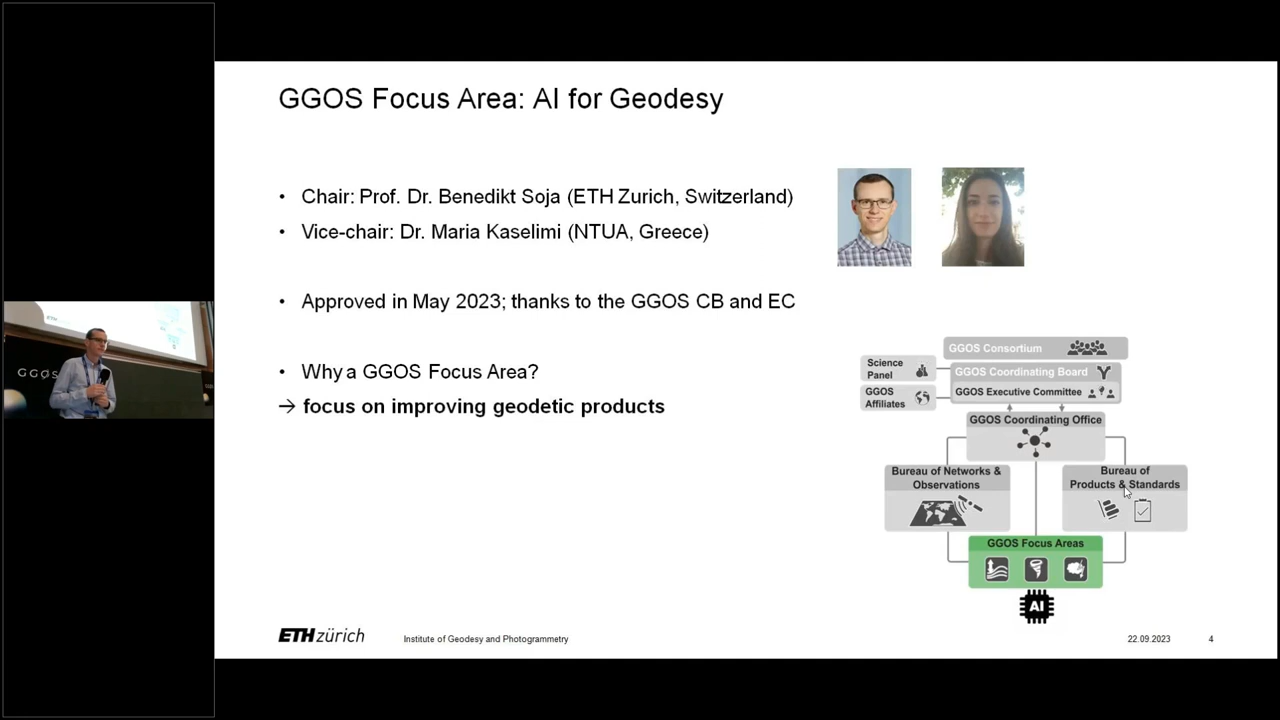 GGOS Focus Area: AI for Geodesy
• Chair: Prof. Dr. Benedikt Soja (ETH Zurich, Switzerland)
• Vice-chair: Dr. Maria Kaselimi (NTUA, Greece)
• Approved in May 2023; thanks to the GGOS CB and EC
• Why a GGOS Focus Area?
→ focus on improving geodetic products
GGOS Consortium
Science
Panel
GGOS Coordinating Board
GGOS
Affiliates
GGOS Executive Committee
GGOS Coordinating Office
Bureau of Networks &
Observations
Bureau of
Products & Standards
GGOS Focus Areas
AI
GGOS
ETH zürich
Institute of Geodesy and Photogrammetry
22.09.2023
4